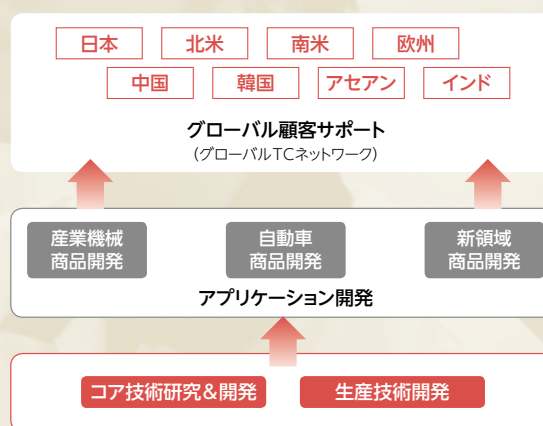 日本 北米 南米 欧州
中国 韓国 アセアン インド
グローバル顧客サポート
(グローバルTCネットワーク)
産業機械 自動車 新領域
商品開発 商品開発 商品開発
アプリケーション開発
コア技術研究&開発 生産技術開発